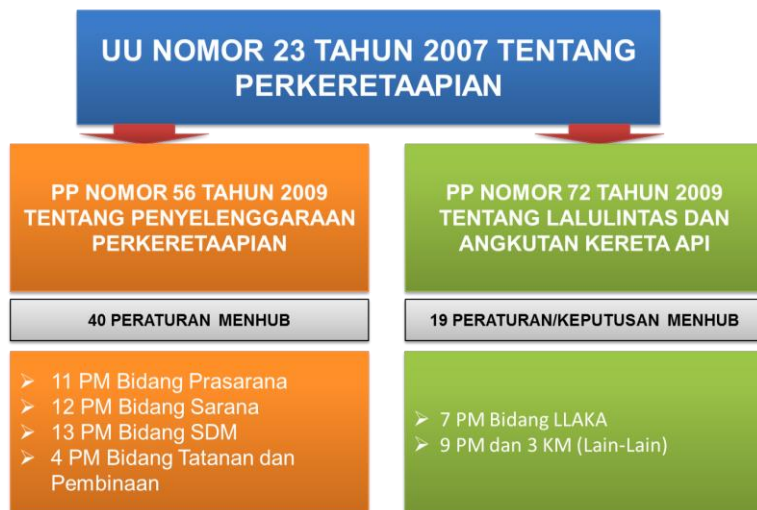 UU NOMOR 23 TAHUN 2007 TENTANG
PERKERETAAPIAN
PP NOMOR 56 TAHUN 2009
TENTANG PENYELENGGARAAN
PERKERETAAPIAN
40 PERATURAN MENHUB
➢ 11 PM Bidang Prasarana
➢ 12 PM Bidang Sarana
➢ 13 PM Bidang SDM
➢ 4 PM Bidang Tatanan dan
Pembinaan
PP NOMOR 72 TAHUN 2009
TENTANG LALULINTAS DAN
ANGKUTAN KERETA API
19 PERATURAN/KEPUTUSAN MENHUB
➢ 7 PM Bidang LLAKA
➢ 9 PM dan 3 KM (Lain-Lain)